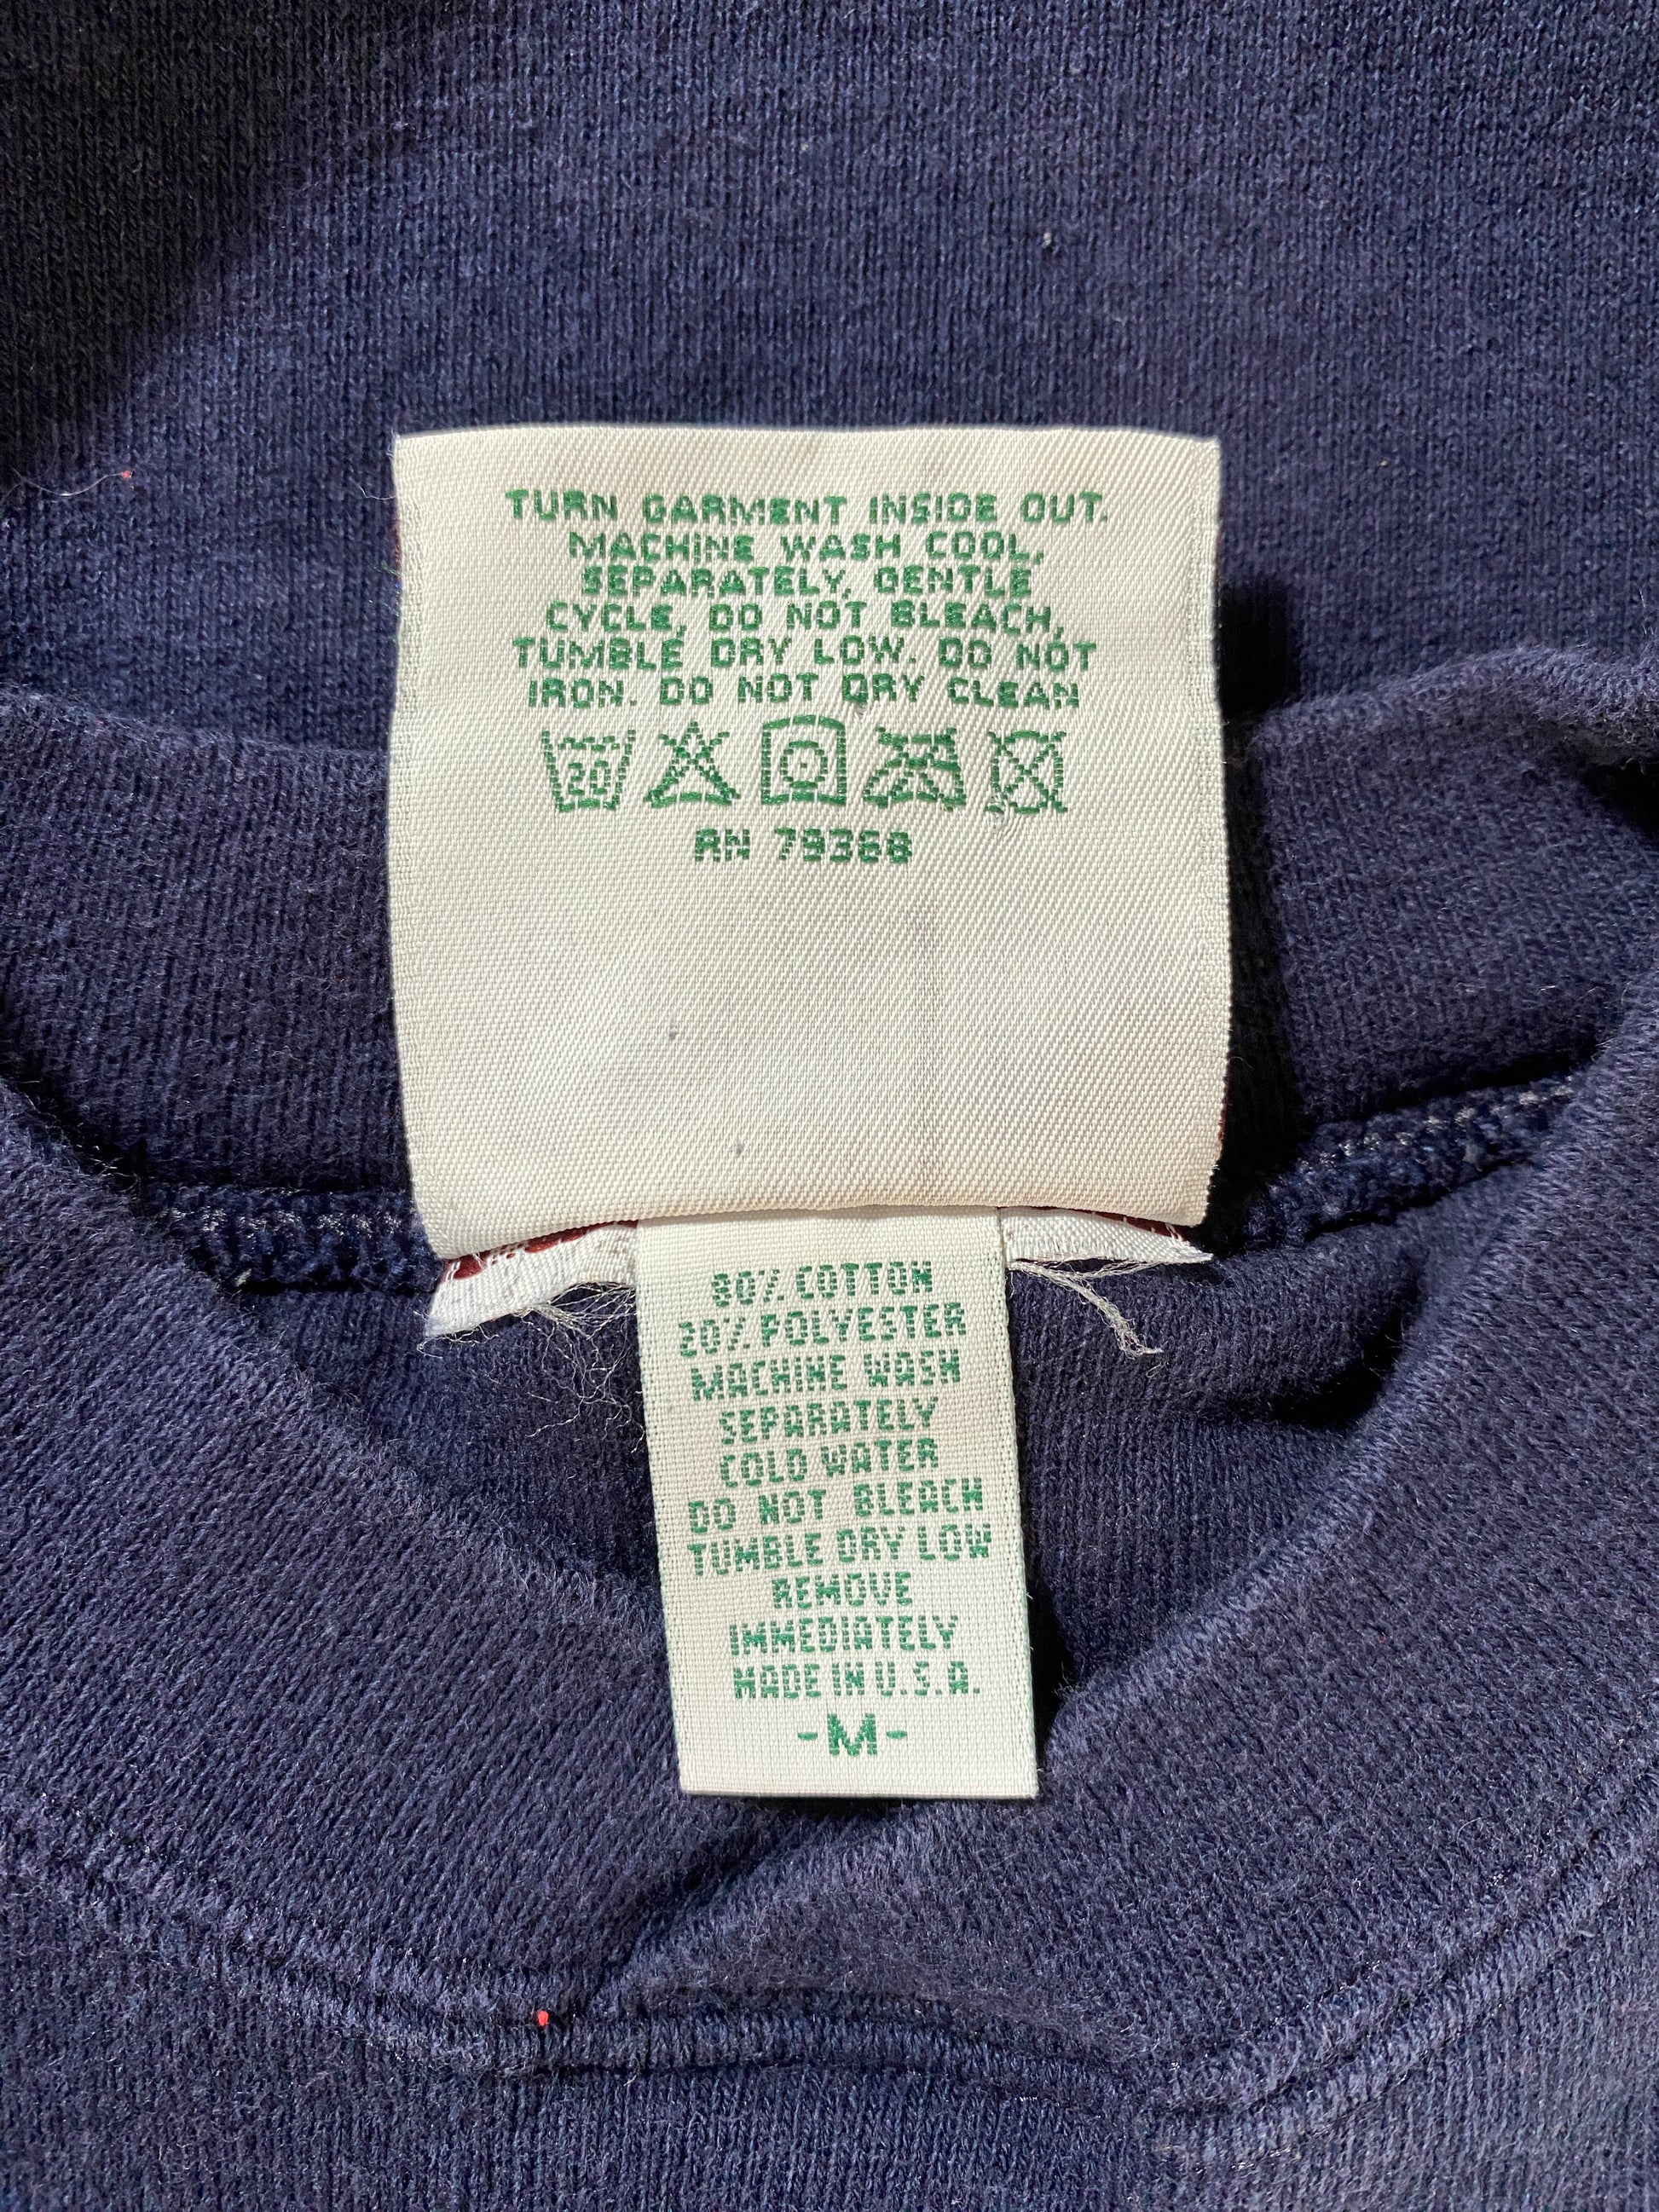 TURN GARMENT INSIDE OUT.
MACHINE WASH COOL,
SEPARATELY, GENTLE
CYCLE, DO NOT BLEACH,
TUMBLE DRY LOW. DO NOT
IRON. DO NOT DRY CLEAN
20
RN 79366
80% COTTON
20% POLYESTER
MACHINE WASH
SEPARATELY
COLD WATER
DO NOT BLEACH
TUMBLE DRY LOW
REMOVE
IMMEDIATELY
MADE IN U.S.A.
-M-